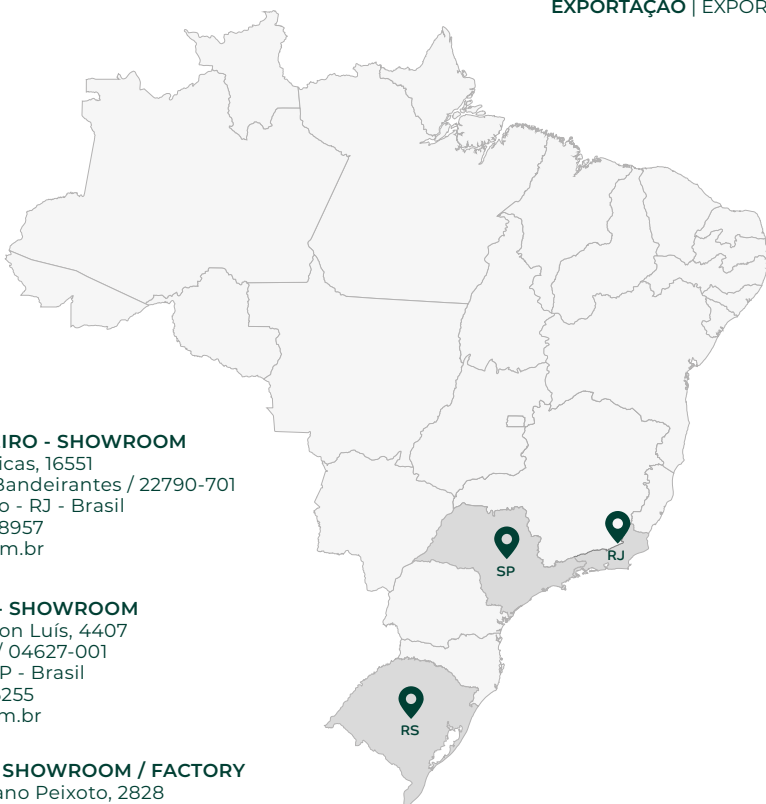 EXPORTAÇÃO | EXPOR
IRO - SHOWROOM
icas, 16551
Bandeirantes / 22790-701
o - RJ - Brasil
8957
m.br
- SHOWROOM
on Luís, 4407
/ 04627-001
P - Brasil
255
m.br
SHOWROOM / FACTORY
ano Peixoto, 2828
SP
RJ
RS